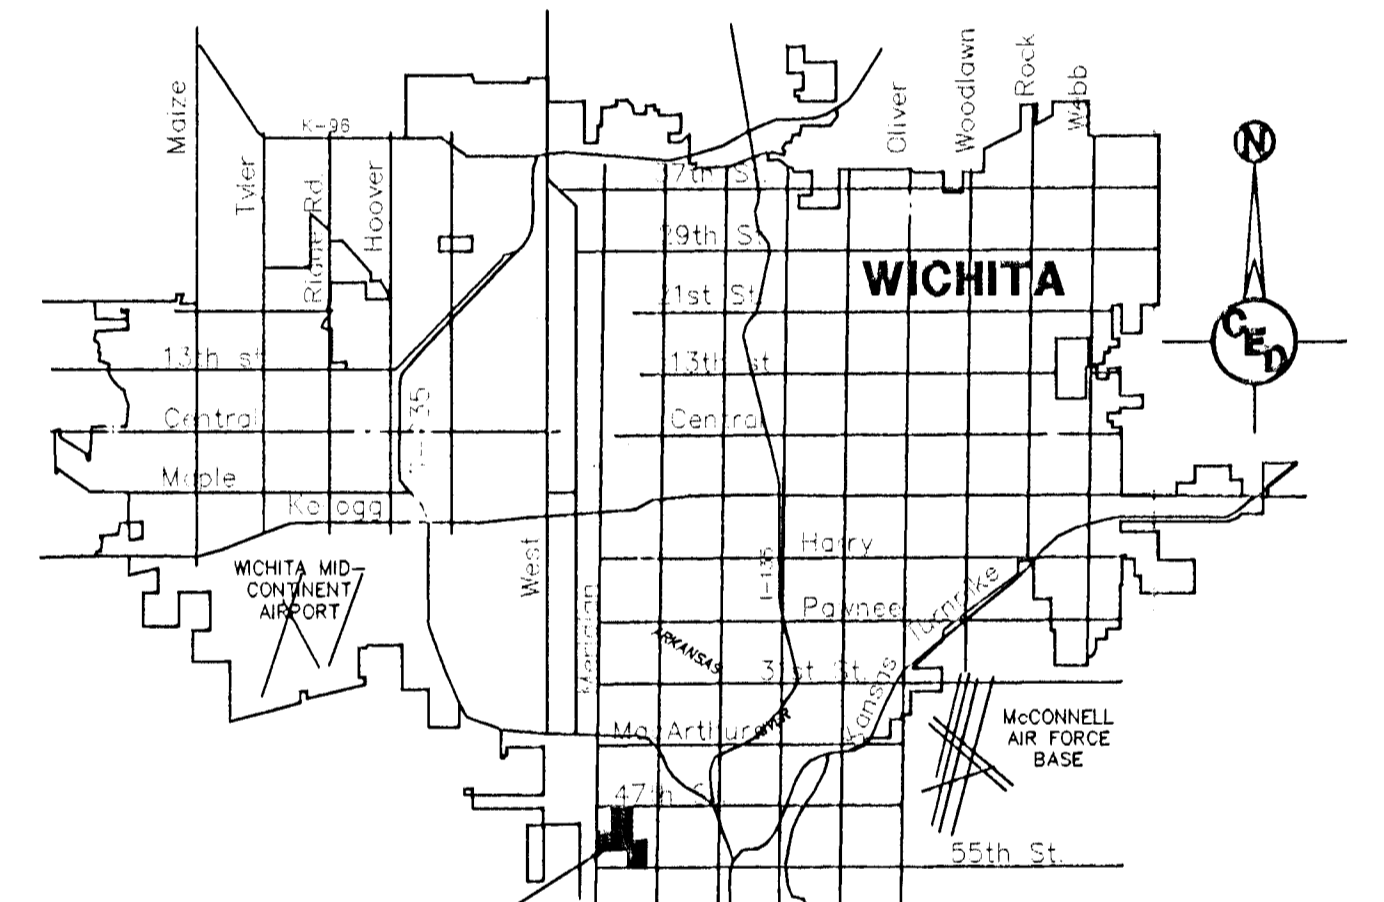 Maize
Tyler
K-96
Ridge Rd.
Hoover
Oliver
Woodlawn
Rock
Webb
N
37th St.
29th St.
WICHITA
21st St.
CED
13th st
13th st
Central
Central
I-235
Maple
Kellogg
West
Meridian
I-135
Harry
WICHITA MID-
CONTINENT
AIRPORT
Pawnee
Kansas Turnpike
ARKANSAS
RIVER
31st St.
MacArthur
McCONNELL
AIR FORCE
BASE
47th S
55th St.